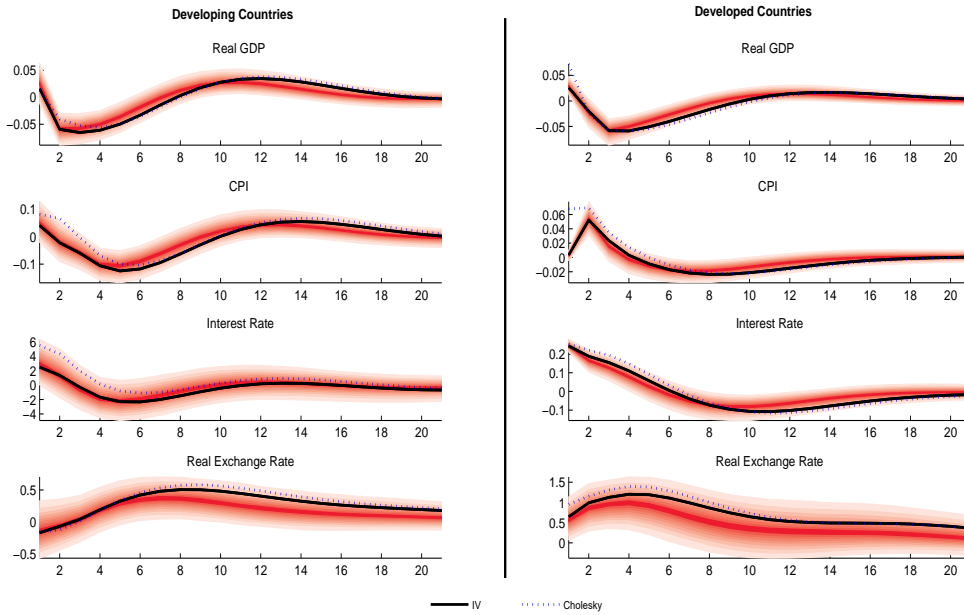 Developing Countries
Real GDP
0.05
0
−0.05
2 4 6 8 10 12 14 16 18 20
CPI
0.1
0
−0.1
2 4 6 8 10 12 14 16 18 20
Interest Rate
6
4
2
0
−2
−4
2 4 6 8 10 12 14 16 18 20
Real Exchange Rate
0.5
0
−0.5
2 4 6 8 10 12 14 16 18 20
Developed Countries
Real GDP
0.05
0
−0.05
2 4 6 8 10 12 14 16 18 20
CPI
0.06
0.04
0.02
0
−0.02
2 4 6 8 10 12 14 16 18 20
Interest Rate
0.2
0.1
0
−0.1
2 4 6 8 10 12 14 16 18 20
Real Exchange Rate
1.5
1
0.5
0
2 4 6 8 10 12 14 16 18 20
IV Cholesky